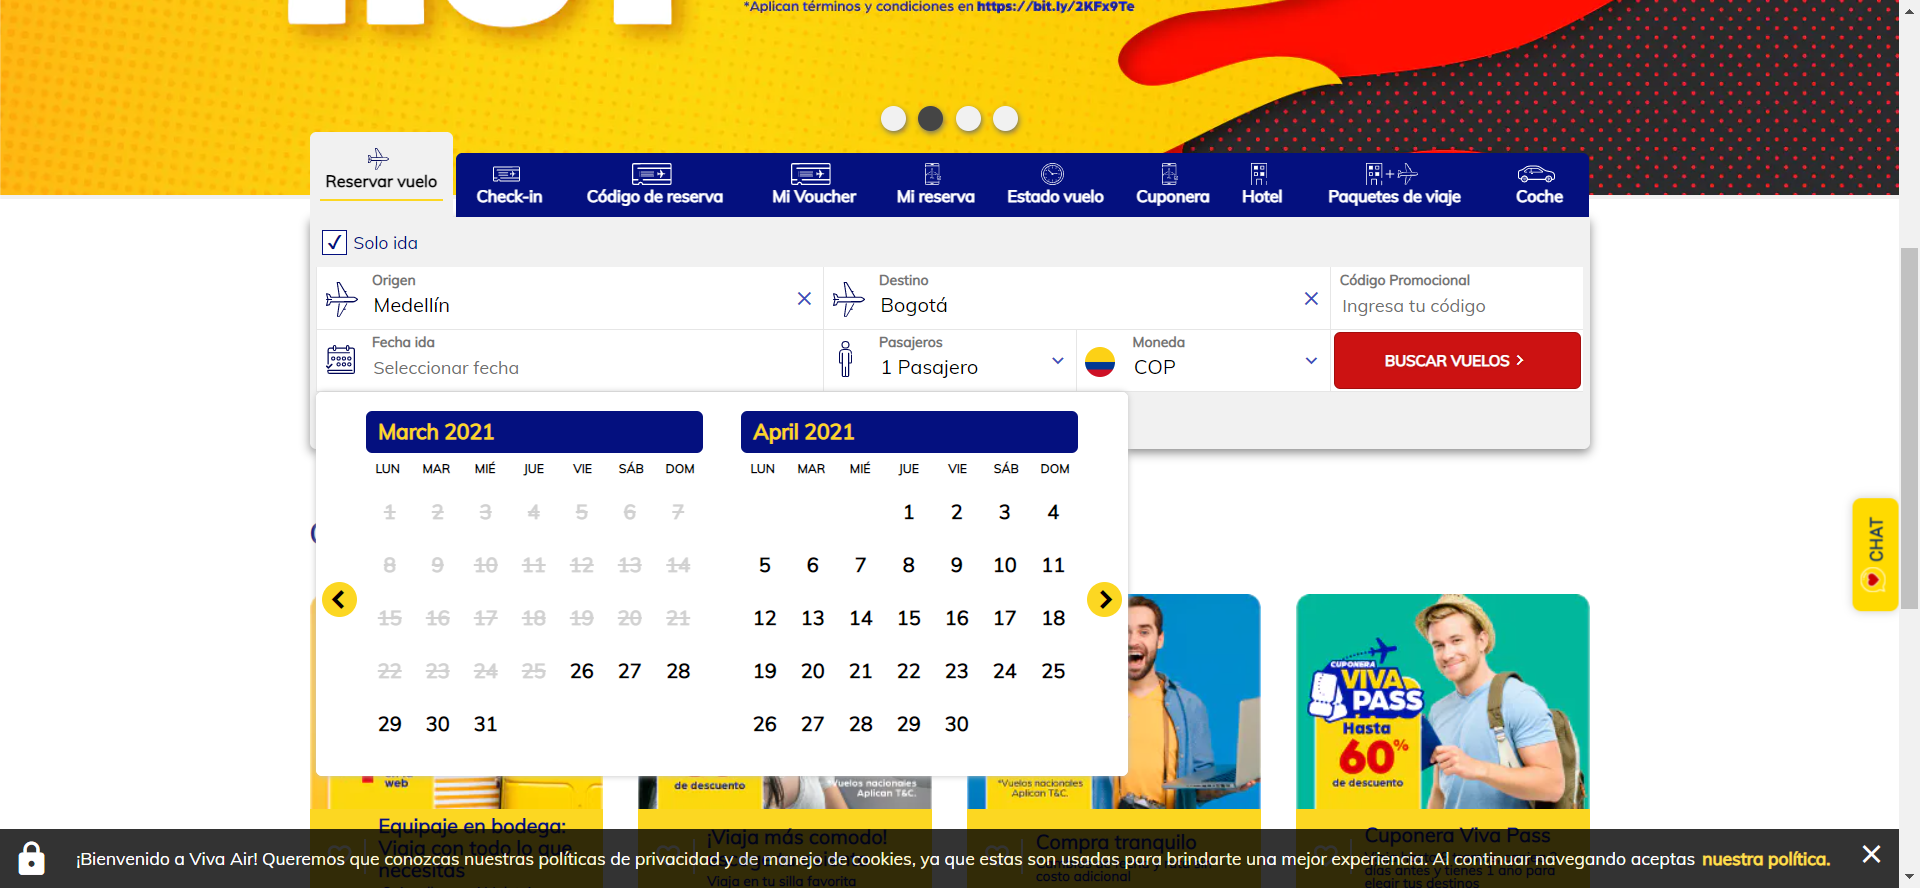 *Aplican términos y condiciones en https://bit.ly/2KFx9Te
Reservar vuelo
Check-in
Código de reserva
Mi Voucher
Mi reserva
Estado vuelo
Cuponera
Hotel
Paquetes de viaje
Coche
Solo ida
Origen
Medellín
Destino
Bogotá
Código Promocional
Ingresa tu código
Fecha ida
Seleccionar fecha
Pasajeros
1 Pasajero
Moneda
COP
BUSCAR VUELOS
March 2021
LUN MAR MIÉ JUE VIE SÁB DOM
1 2 3 4 5 6 7
8 9 10 11 12 13 14
15 16 17 18 19 20 21
22 23 24 25 26 27 28
29 30 31
April 2021
LUN MAR MIÉ JUE VIE SÁB DOM
1 2 3 4
5 6 7 8 9 10 11
12 13 14 15 16 17 18
19 20 21 22 23 24 25
26 27 28 29 30
CHAT
web
de descuento
*Vuelos nacionales
Aplican T&C.
*Vuelos nacionales
Aplican T&C.
CUPONERA
VIVA
PASS
Hasta
60%
de descuento
Equipaje en bodega:
Viaja con todo lo que
necesitas
¡Viaja más comodo!
Viaja en tu silla favorita
Compra tranquilo
costo adicional
Cuponera Viva Pass
días antes y tienes 1 año para
elegir tus destinos
¡Bienvenido a Viva Air! Queremos que conozcas nuestras políticas de privacidad y de manejo de cookies, ya que estas son usadas para brindarte una mejor experiencia. Al continuar navegando aceptas nuestra política.